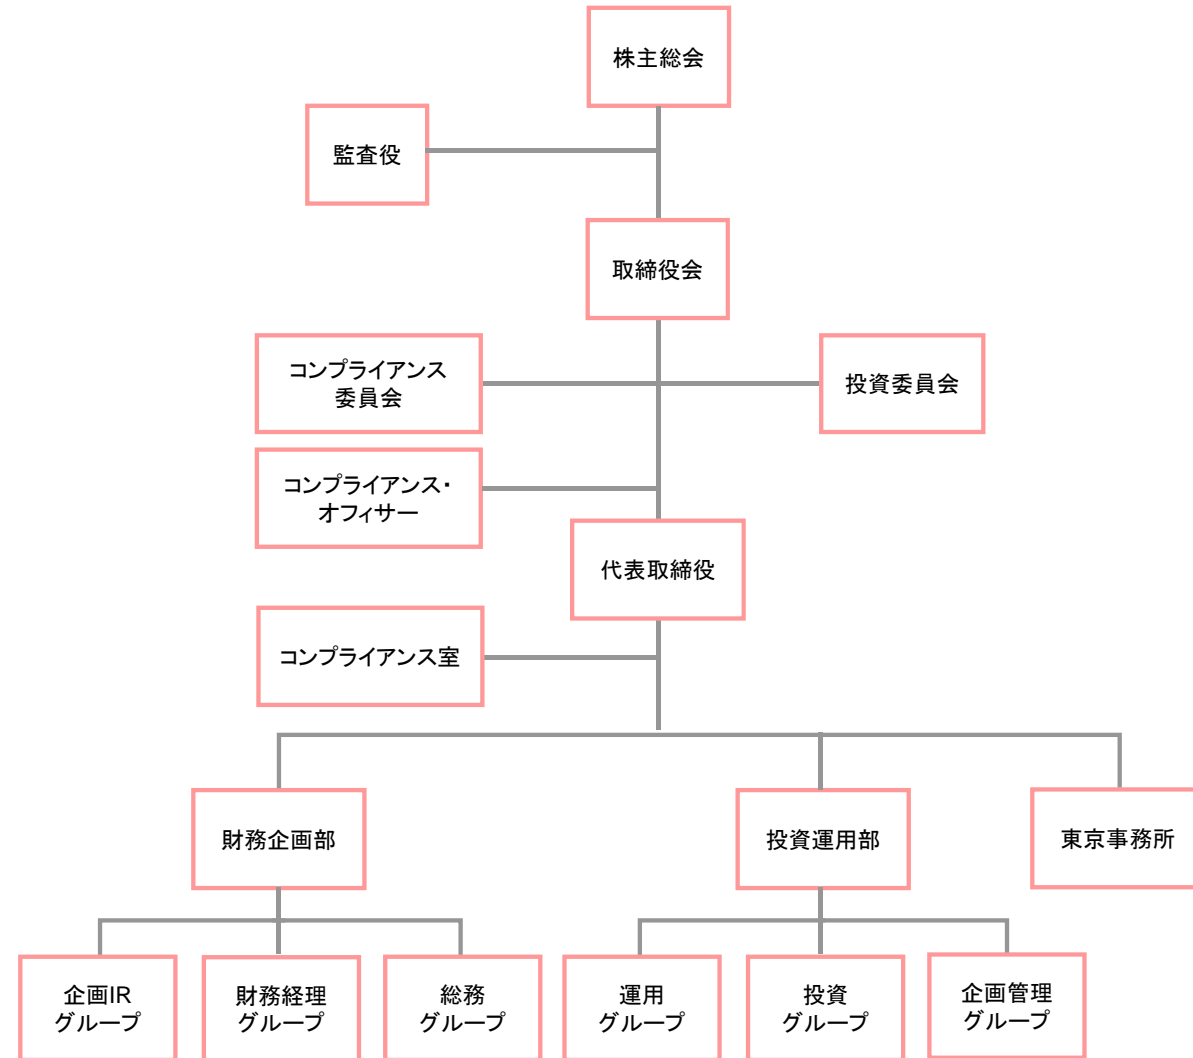 株主総会
監査役
取締役会
コンプライアンス
委員会
投資委員会
コンプライアンス・
オフィサー
代表取締役
コンプライアンス室
財務企画部
投資運用部
東京事務所
企画IR
グループ
財務経理
グループ
総務
グループ
運用
グループ
投資
グループ
企画管理
グループ